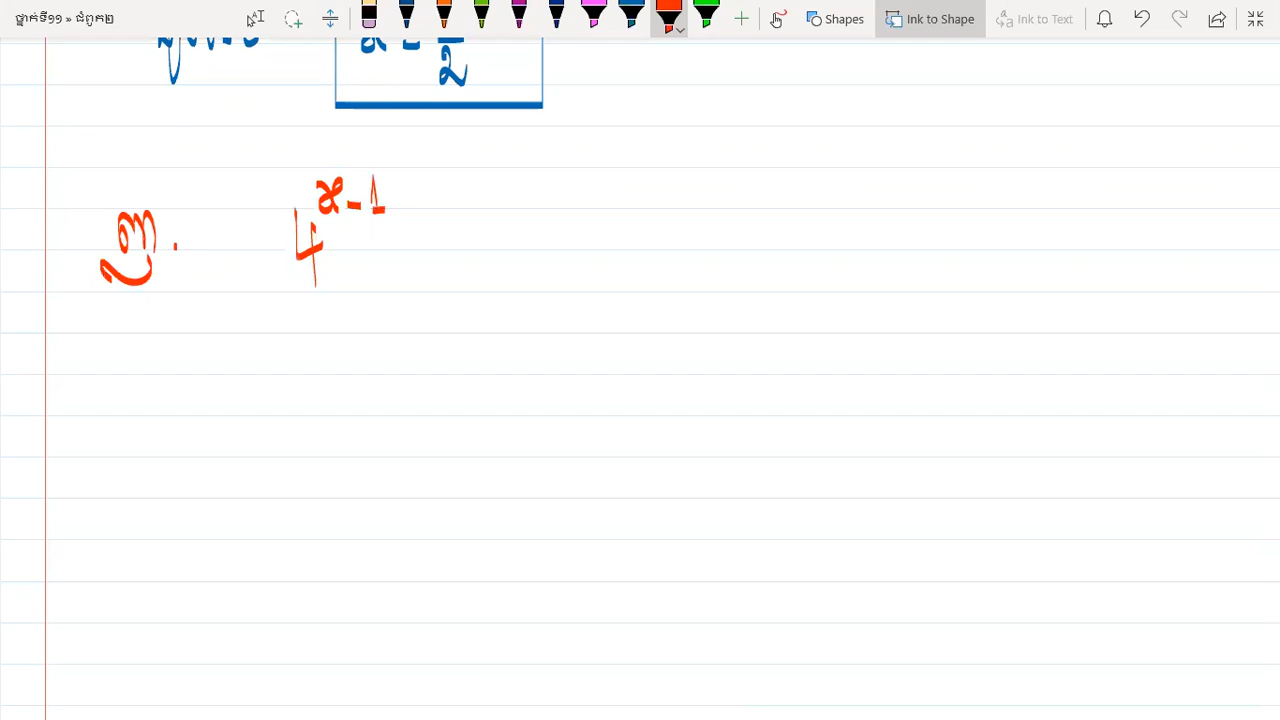 ថ្នាក់ទី១១ » ជំពូក២
Shapes Ink to Shape Ink to Text
2
ញ. 4^{x-1}